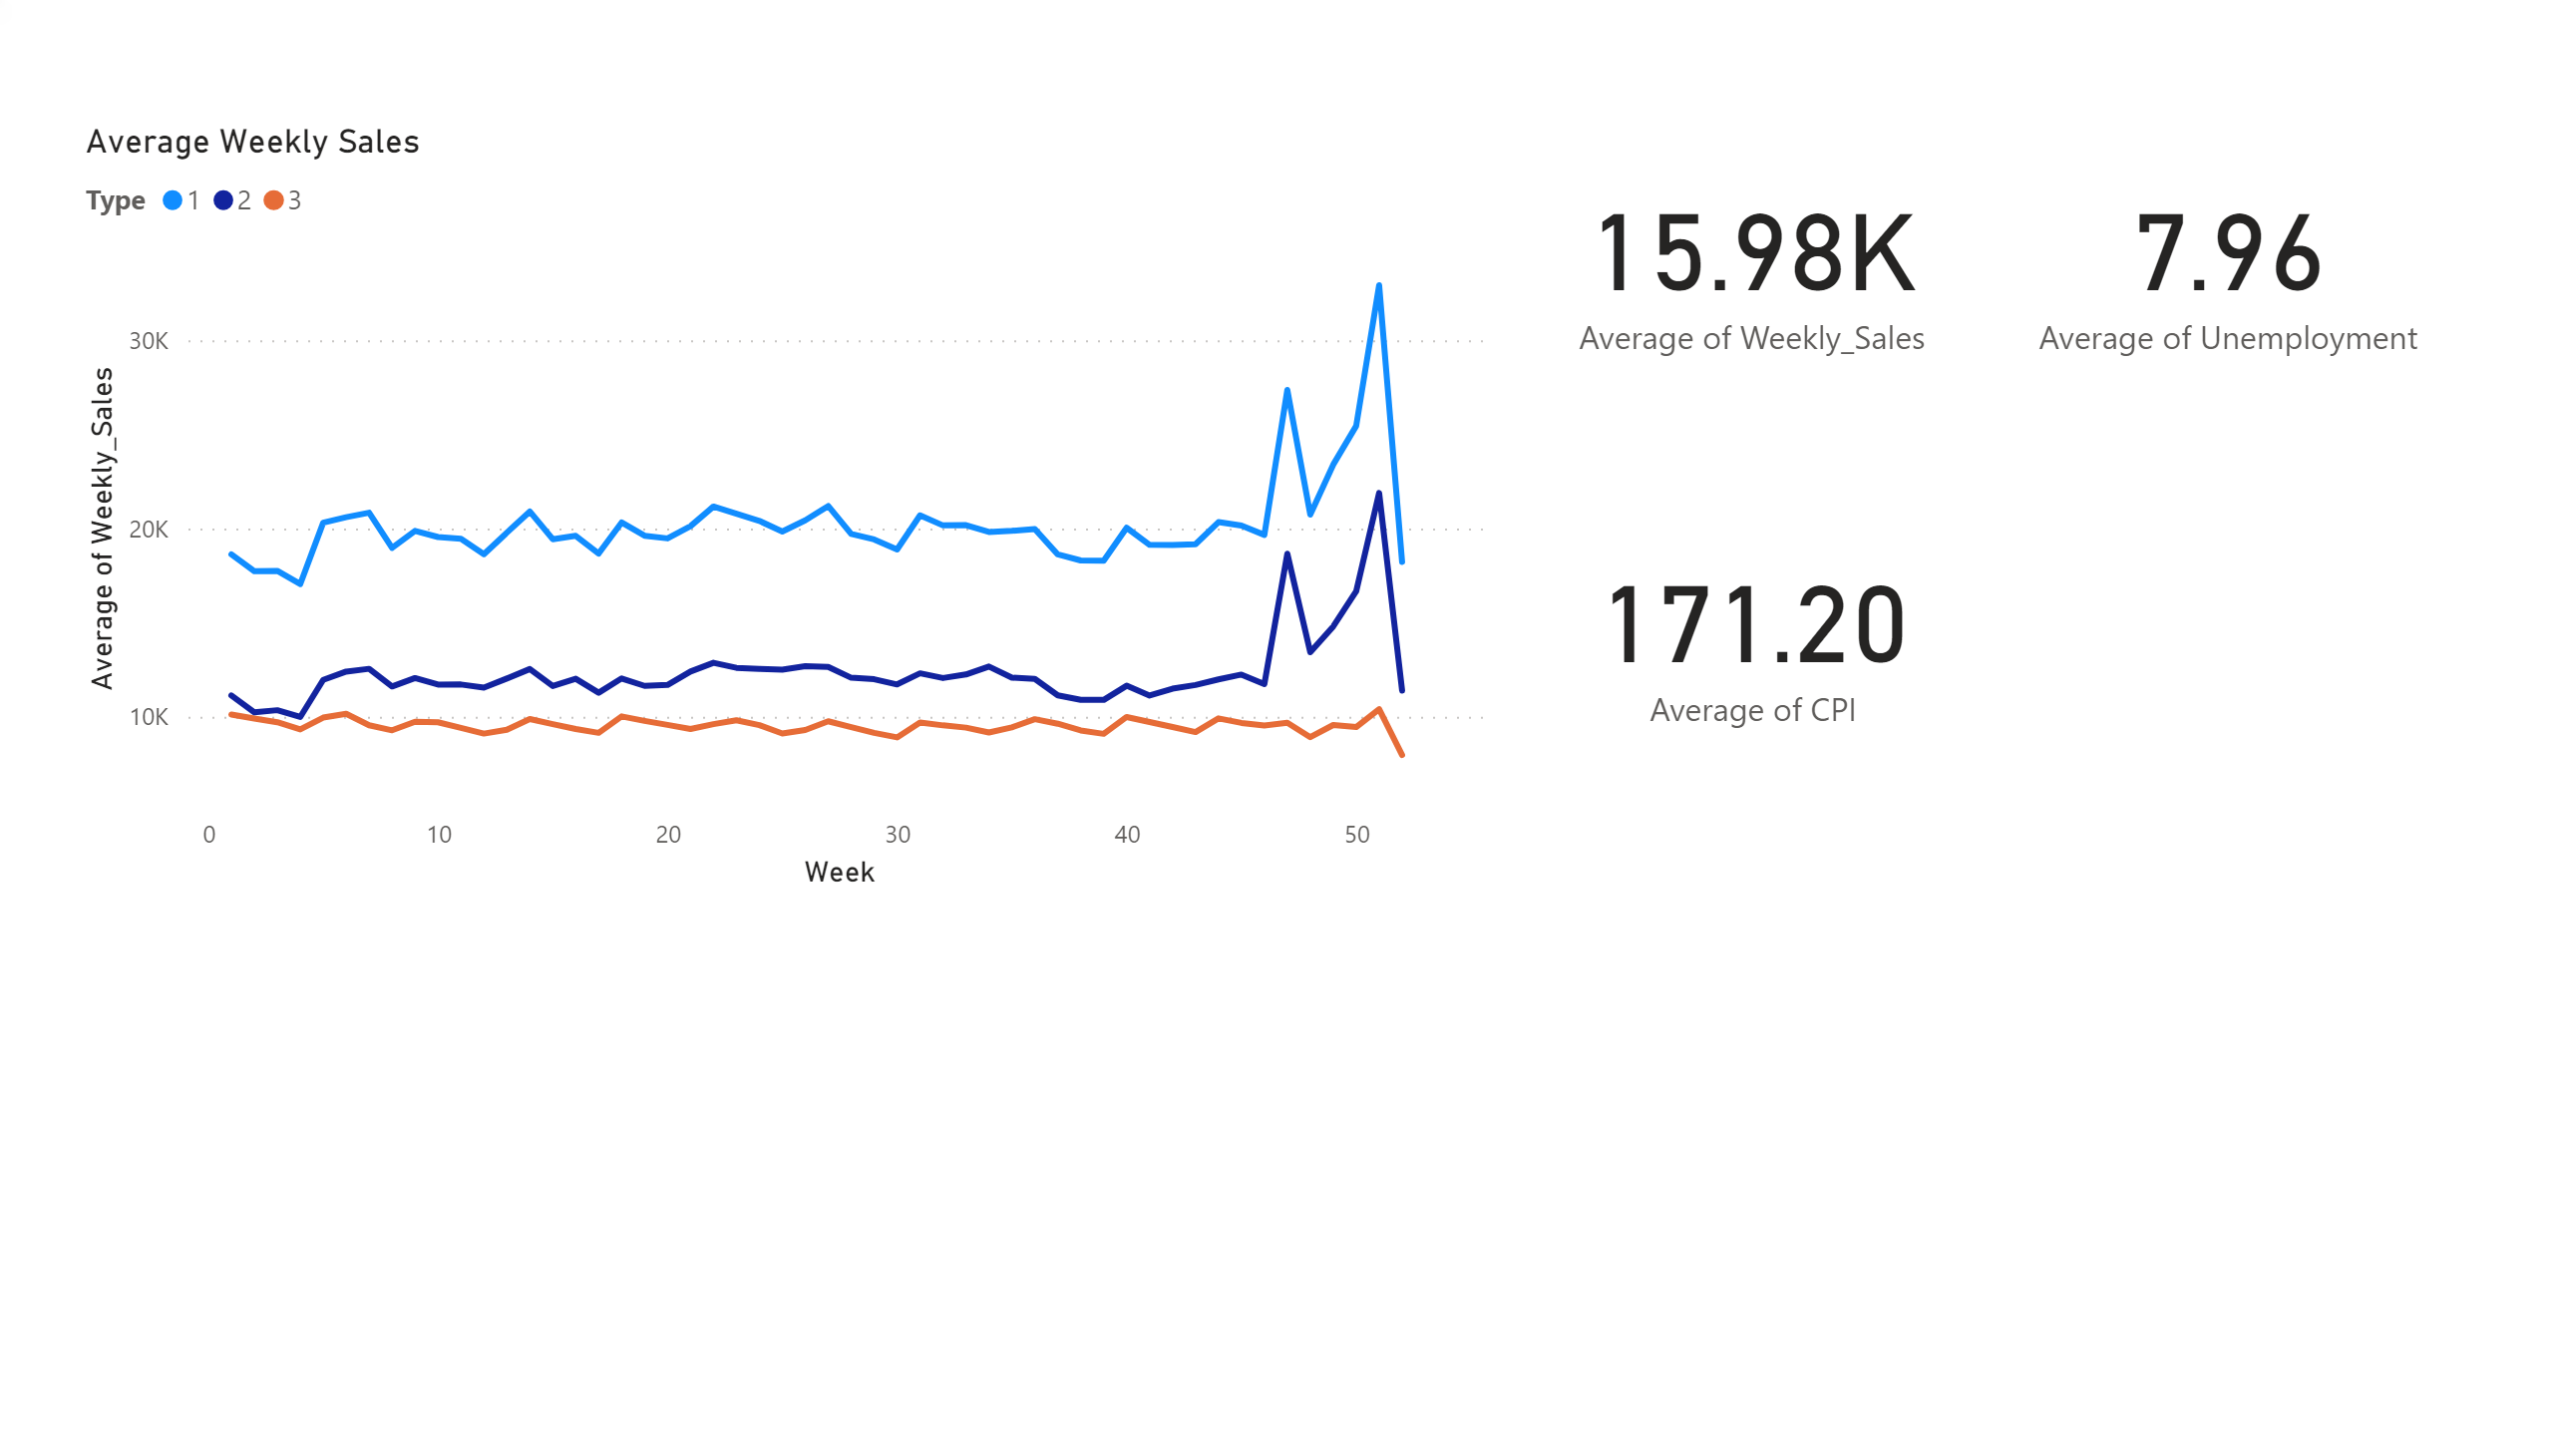 Average Weekly Sales
Type 1 2 3
Average of Weekly_Sales
30K
20K
10K
0 10 20 30 40 50
Week
15.98K
Average of Weekly_Sales
7.96
Average of Unemployment
171.20
Average of CPI